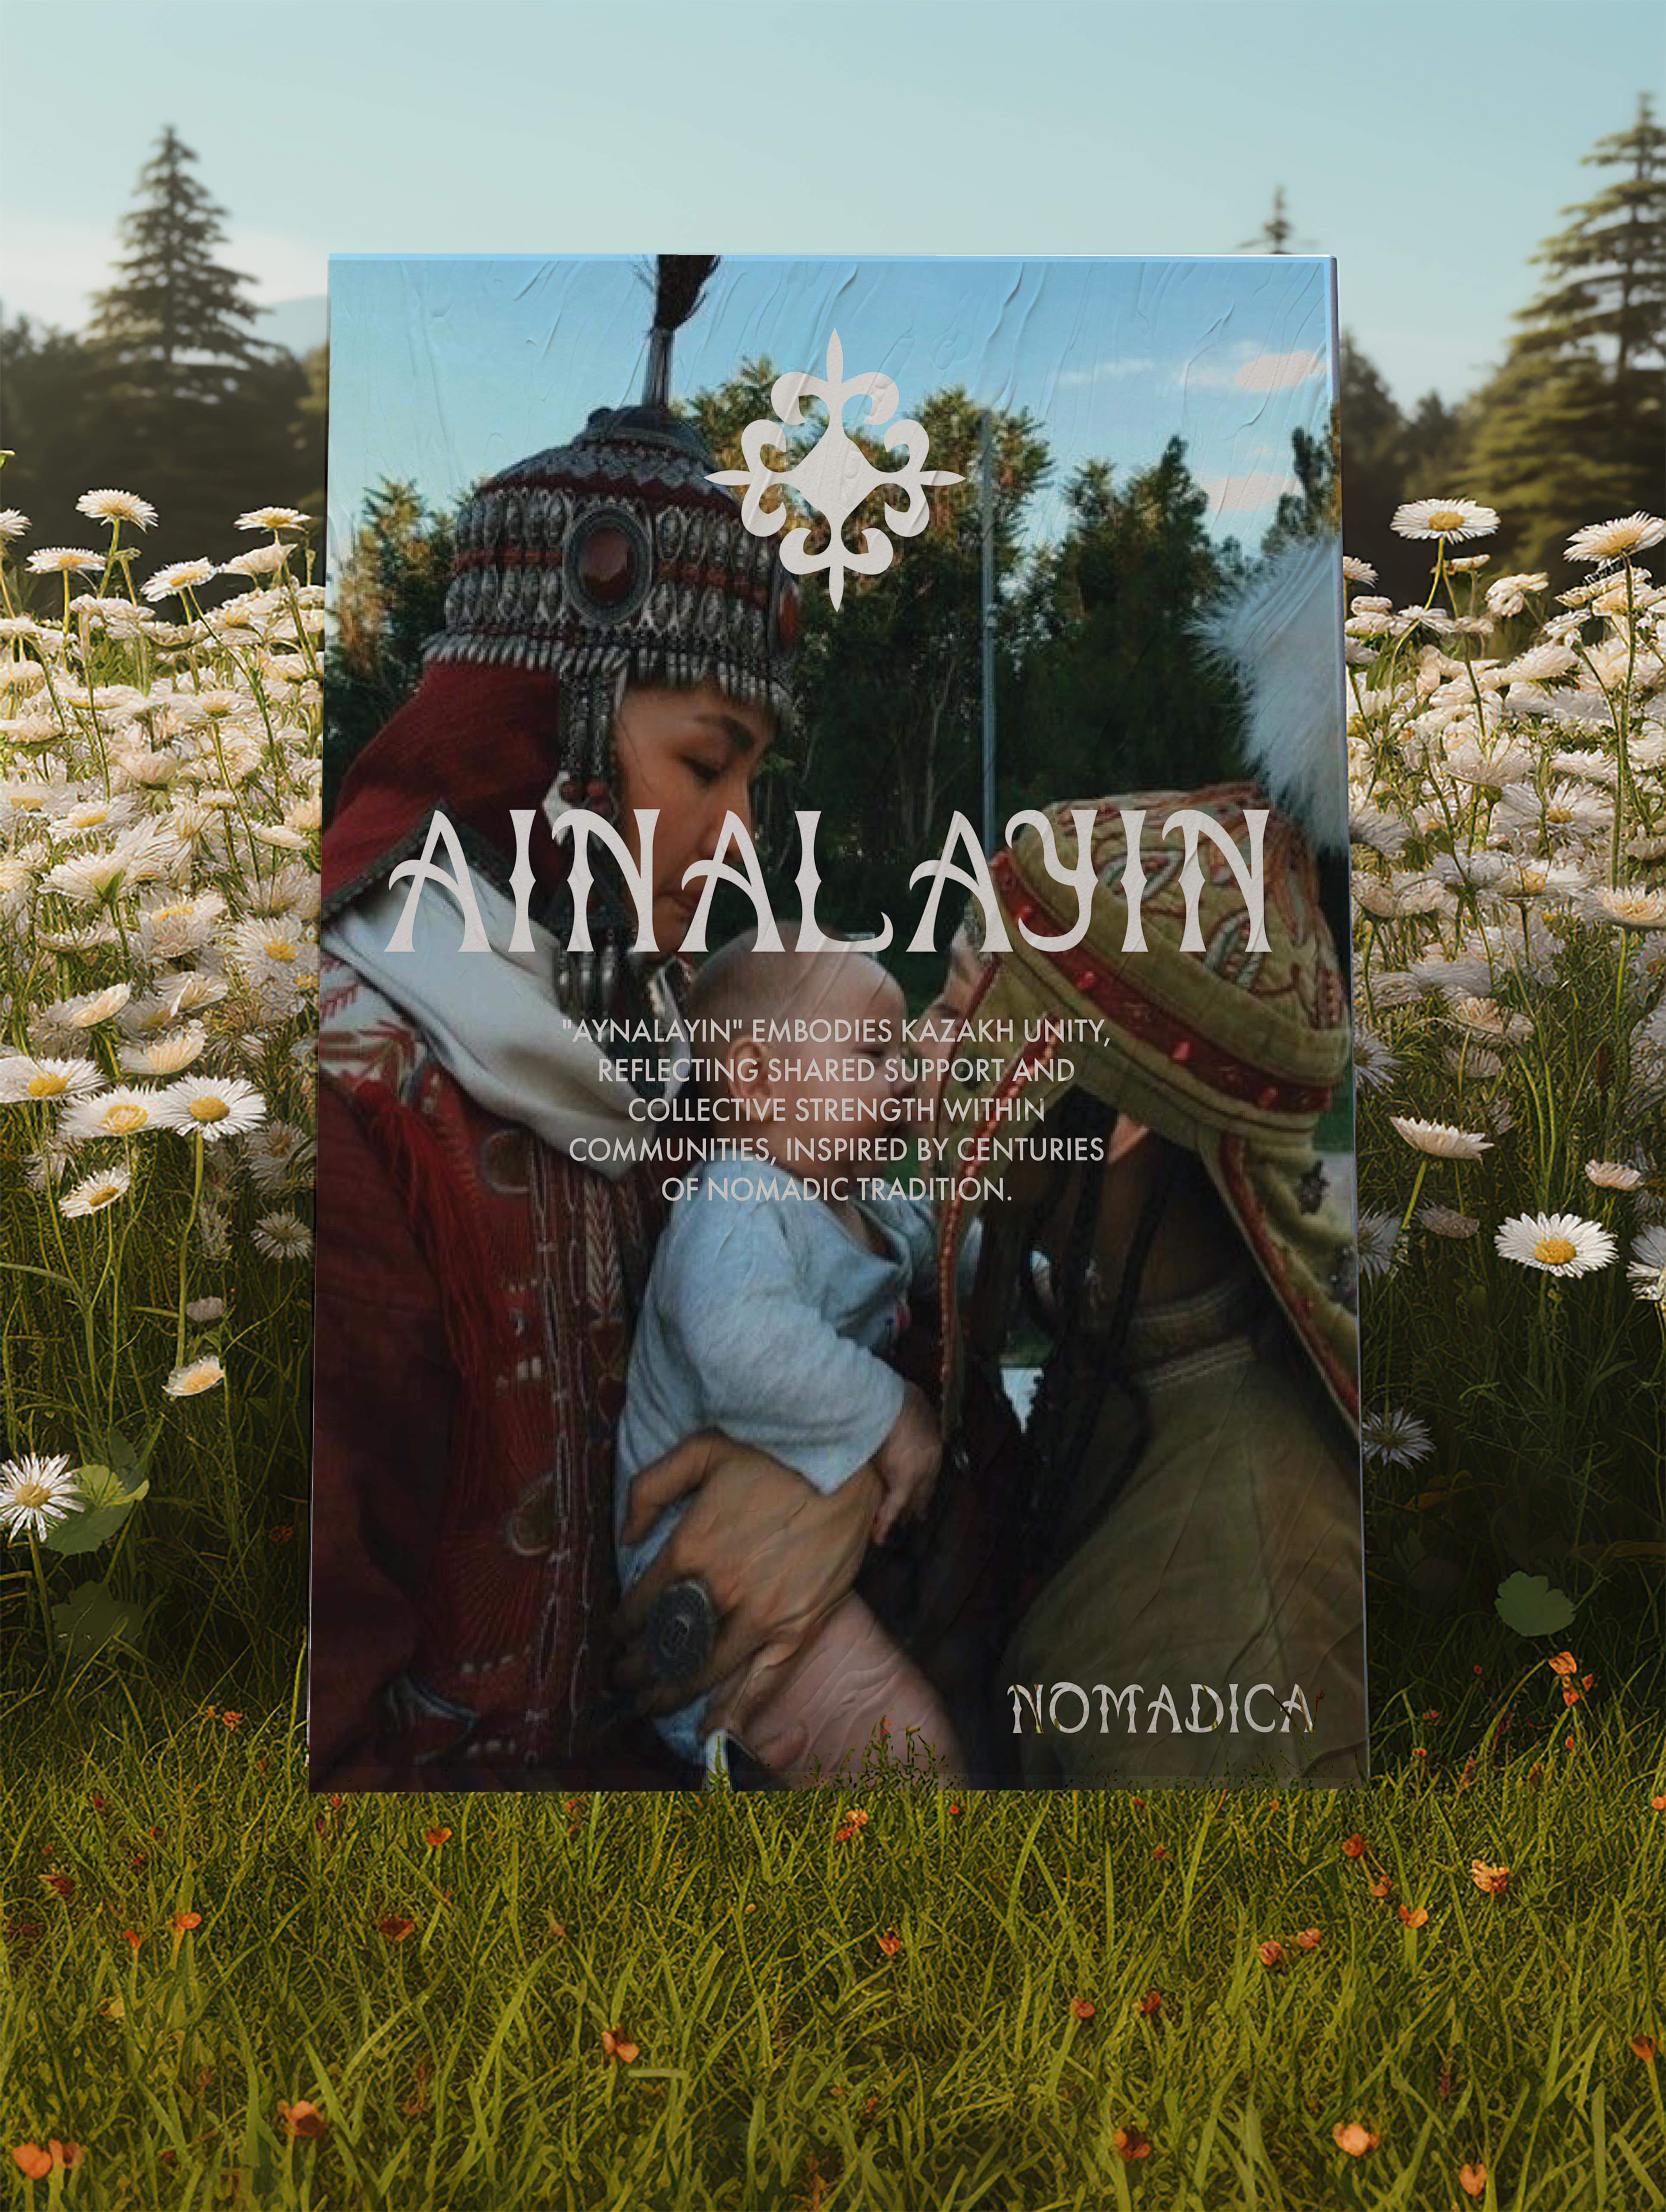 AINALAYIN
"AYNALAYIN" EMBODIES KAZAKH UNITY,
REFLECTING SHARED SUPPORT AND
COLLECTIVE STRENGTH WITHIN
COMMUNITIES, INSPIRED BY CENTURIES
OF NOMADIC TRADITION.
NOMADICA